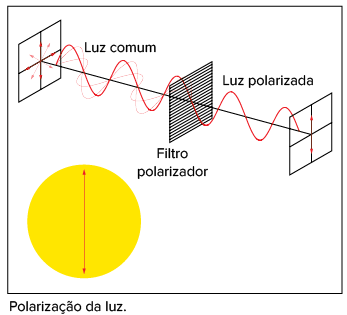 Luz comum
Luz polarizada
Filtro
polarizador
Polarização da luz.